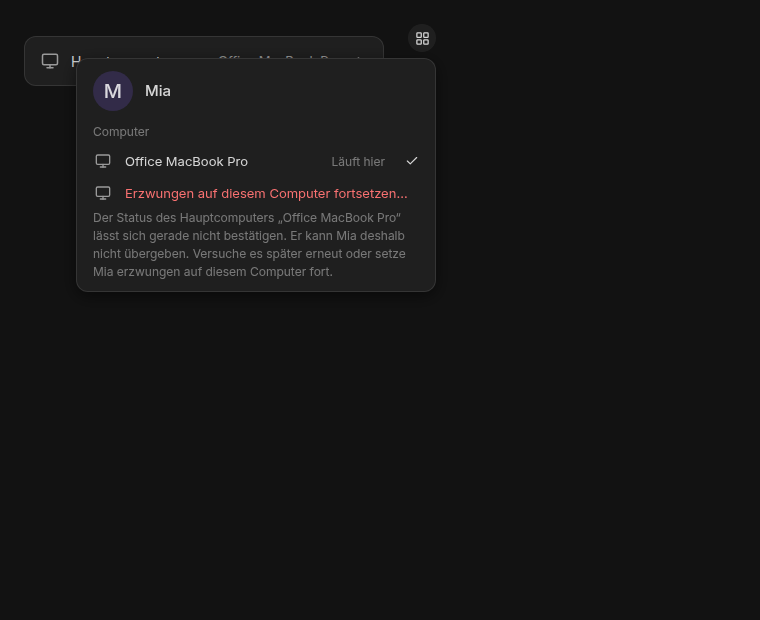 M
Mia
Computer
Office MacBook Pro
Läuft hier
Erzwungen auf diesem Computer fortsetzen…
Der Status des Hauptcomputers „Office MacBook Pro“
lässt sich gerade nicht bestätigen. Er kann Mia deshalb
nicht übergeben. Versuche es später erneut oder setze
Mia erzwungen auf diesem Computer fort.